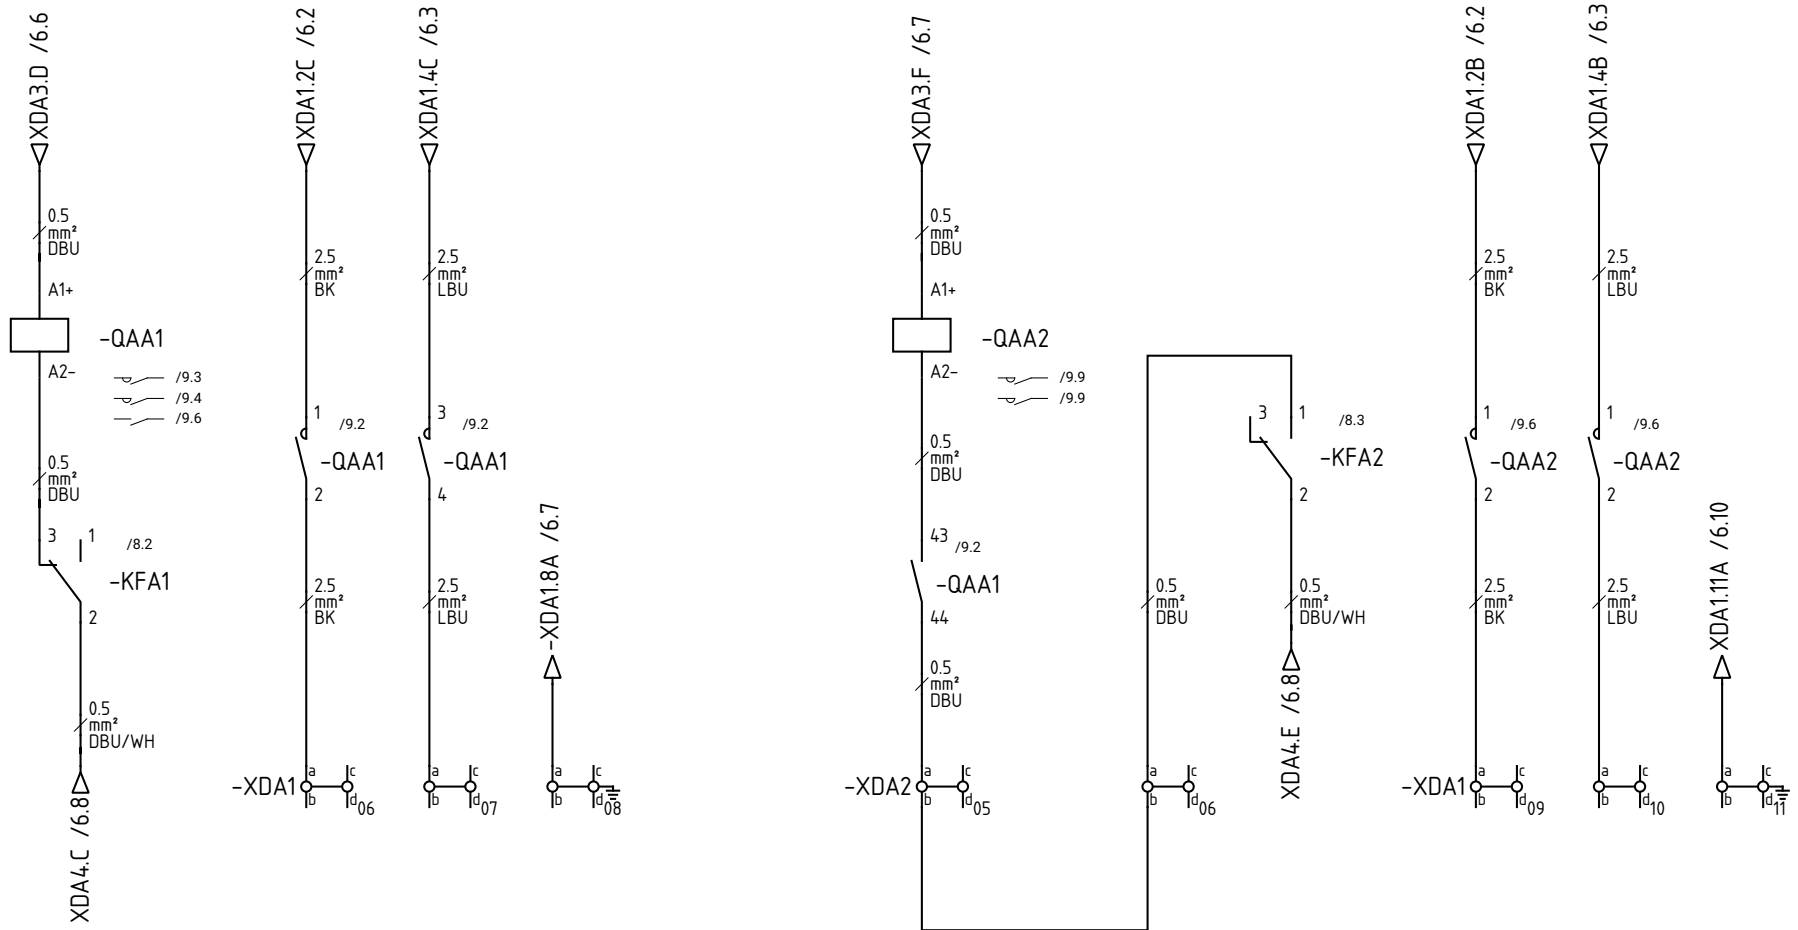 XDA3.D /6.6
0.5
mm²
DBU
A1+
-QAA1
A2-
/9.3
/9.4
/9.6
0.5
mm²
DBU
3
1
/8.2
-KFA1
2
0.5
mm²
DBU/WH
XDA4.C /6.8
XDA1.2C /6.2
2.5
mm²
BK
1
/9.2
-QAA1
2
2.5
mm²
BK
-XDA1
a
c
b
d
06
XDA1.4C /6.3
2.5
mm²
LBU
3
/9.2
-QAA1
4
2.5
mm²
LBU
a
c
b
d
07
-XDA1.8A /6.7
a
c
b
d
08
XDA3.F /6.7
0.5
mm²
DBU
A1+
-QAA2
A2-
/9.9
/9.9
0.5
mm²
DBU
43
/9.2
-QAA1
44
0.5
mm²
DBU
-XDA2
a
c
b
d
05
0.5
mm²
DBU
a
c
b
d
06
3
1
/8.3
-KFA2
2
0.5
mm²
DBU/WH
XDA4.E /6.8
XDA1.2B /6.2
2.5
mm²
BK
1
/9.6
-QAA2
2
2.5
mm²
BK
-XDA1
a
c
b
d
09
XDA1.4B /6.3
2.5
mm²
LBU
1
/9.6
-QAA2
2
2.5
mm²
LBU
a
c
b
d
10
XDA1.11A /6.10
a
c
b
d
11